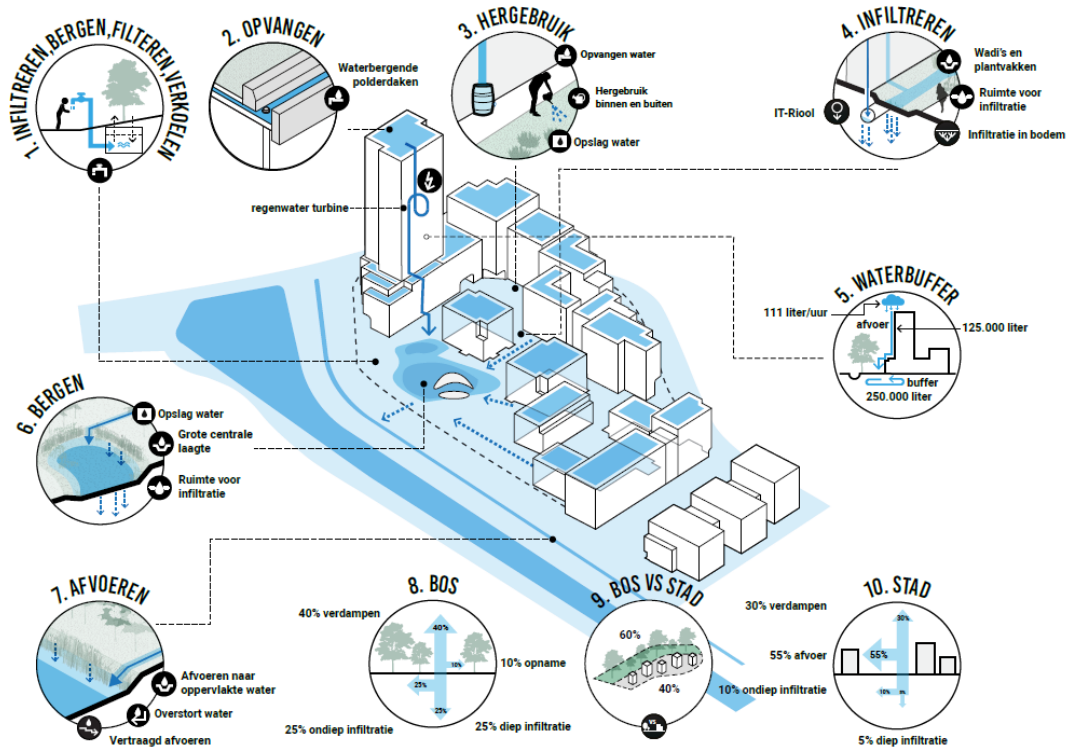 1. INFILTREREN, BERGEN, FILTEREN, VERKOELEN
2. OPVANGEN
Waterbergende
polderdaken
3. HERGEBRUIK
Opvangen water
Hergebruik
binnen en buiten
Opslag water
4. INFILTREREN
Wadi's en
plantvakken
Ruimte voor
infiltratie
IT-Riool
Infiltratie in bodem
regenwater turbine
5. WATERBUFFER
111 liter/uur
afvoer
125.000 liter
buffer
250.000 liter
6. BERGEN
Opslag water
Grote centrale
laagte
Ruimte voor
infiltratie
7. AFVOEREN
Afvoeren naar
oppervlakte water
Overstort water
Vertraagd afvoeren
8. BOS
40% verdampen
40%
10%
10% opname
25%
25%
25% ondiep infiltratie
25% diep infiltratie
9. BOS VS STAD
60%
40%
VS
10. STAD
30% verdampen
30%
55% afvoer
55%
10% ondiep infiltratie
10%
5% diep infiltratie